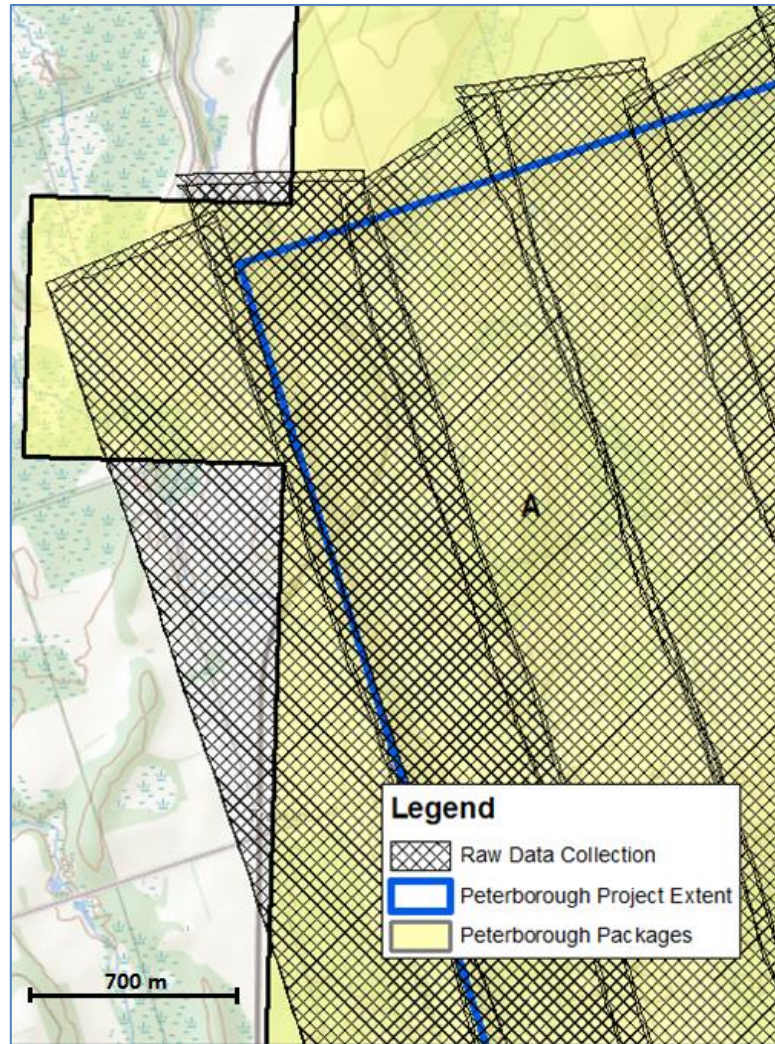 A
Legend
Raw Data Collection
Peterborough Project Extent
Peterborough Packages
700 m